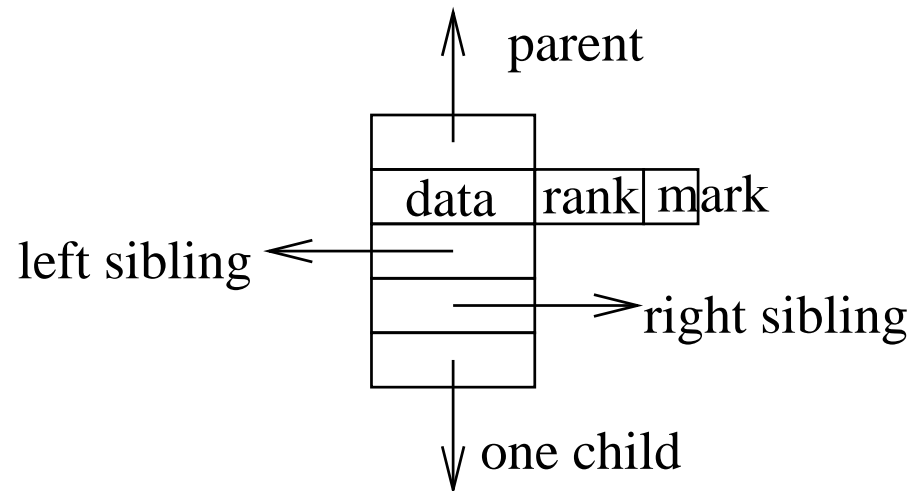 parent
data rank mark
left sibling
right sibling
one child